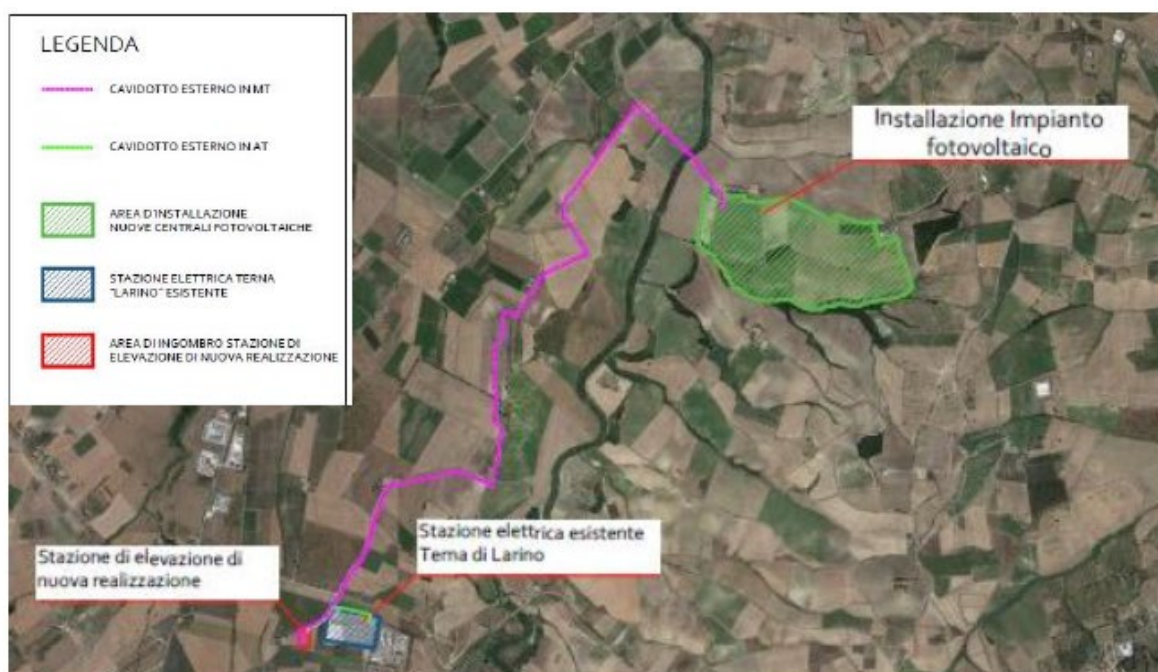 LEGENDA
CAVIDOTTO ESTERNO IN MT
CAVIDOTTO ESTERNO IN AT
AREA D'INSTALLAZIONE
NUOVE CENTRALI FOTOVOLTAICHE
STAZIONE ELETTRICA TERNA
"LARINO" ESISTENTE
AREA DI INGOMBRO STAZIONE DI
ELEVAZIONE DI NUOVA REALIZZAZIONE
Installazione Impianto
fotovoltaico
Stazione elettrica esistente
Terna di Larino
Stazione di elevazione di
nuova realizzazione